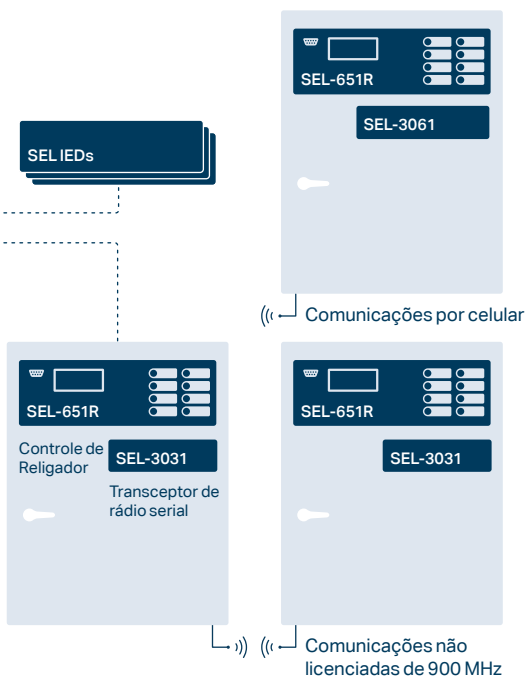 SEL-651R
SEL-3061
SEL IEDs
Comunicações por celular
SEL-651R
Controle de
Religador
SEL-3031
Transceptor de
rádio serial
SEL-651R
SEL-3031
Comunicações não
licenciadas de 900 MHz